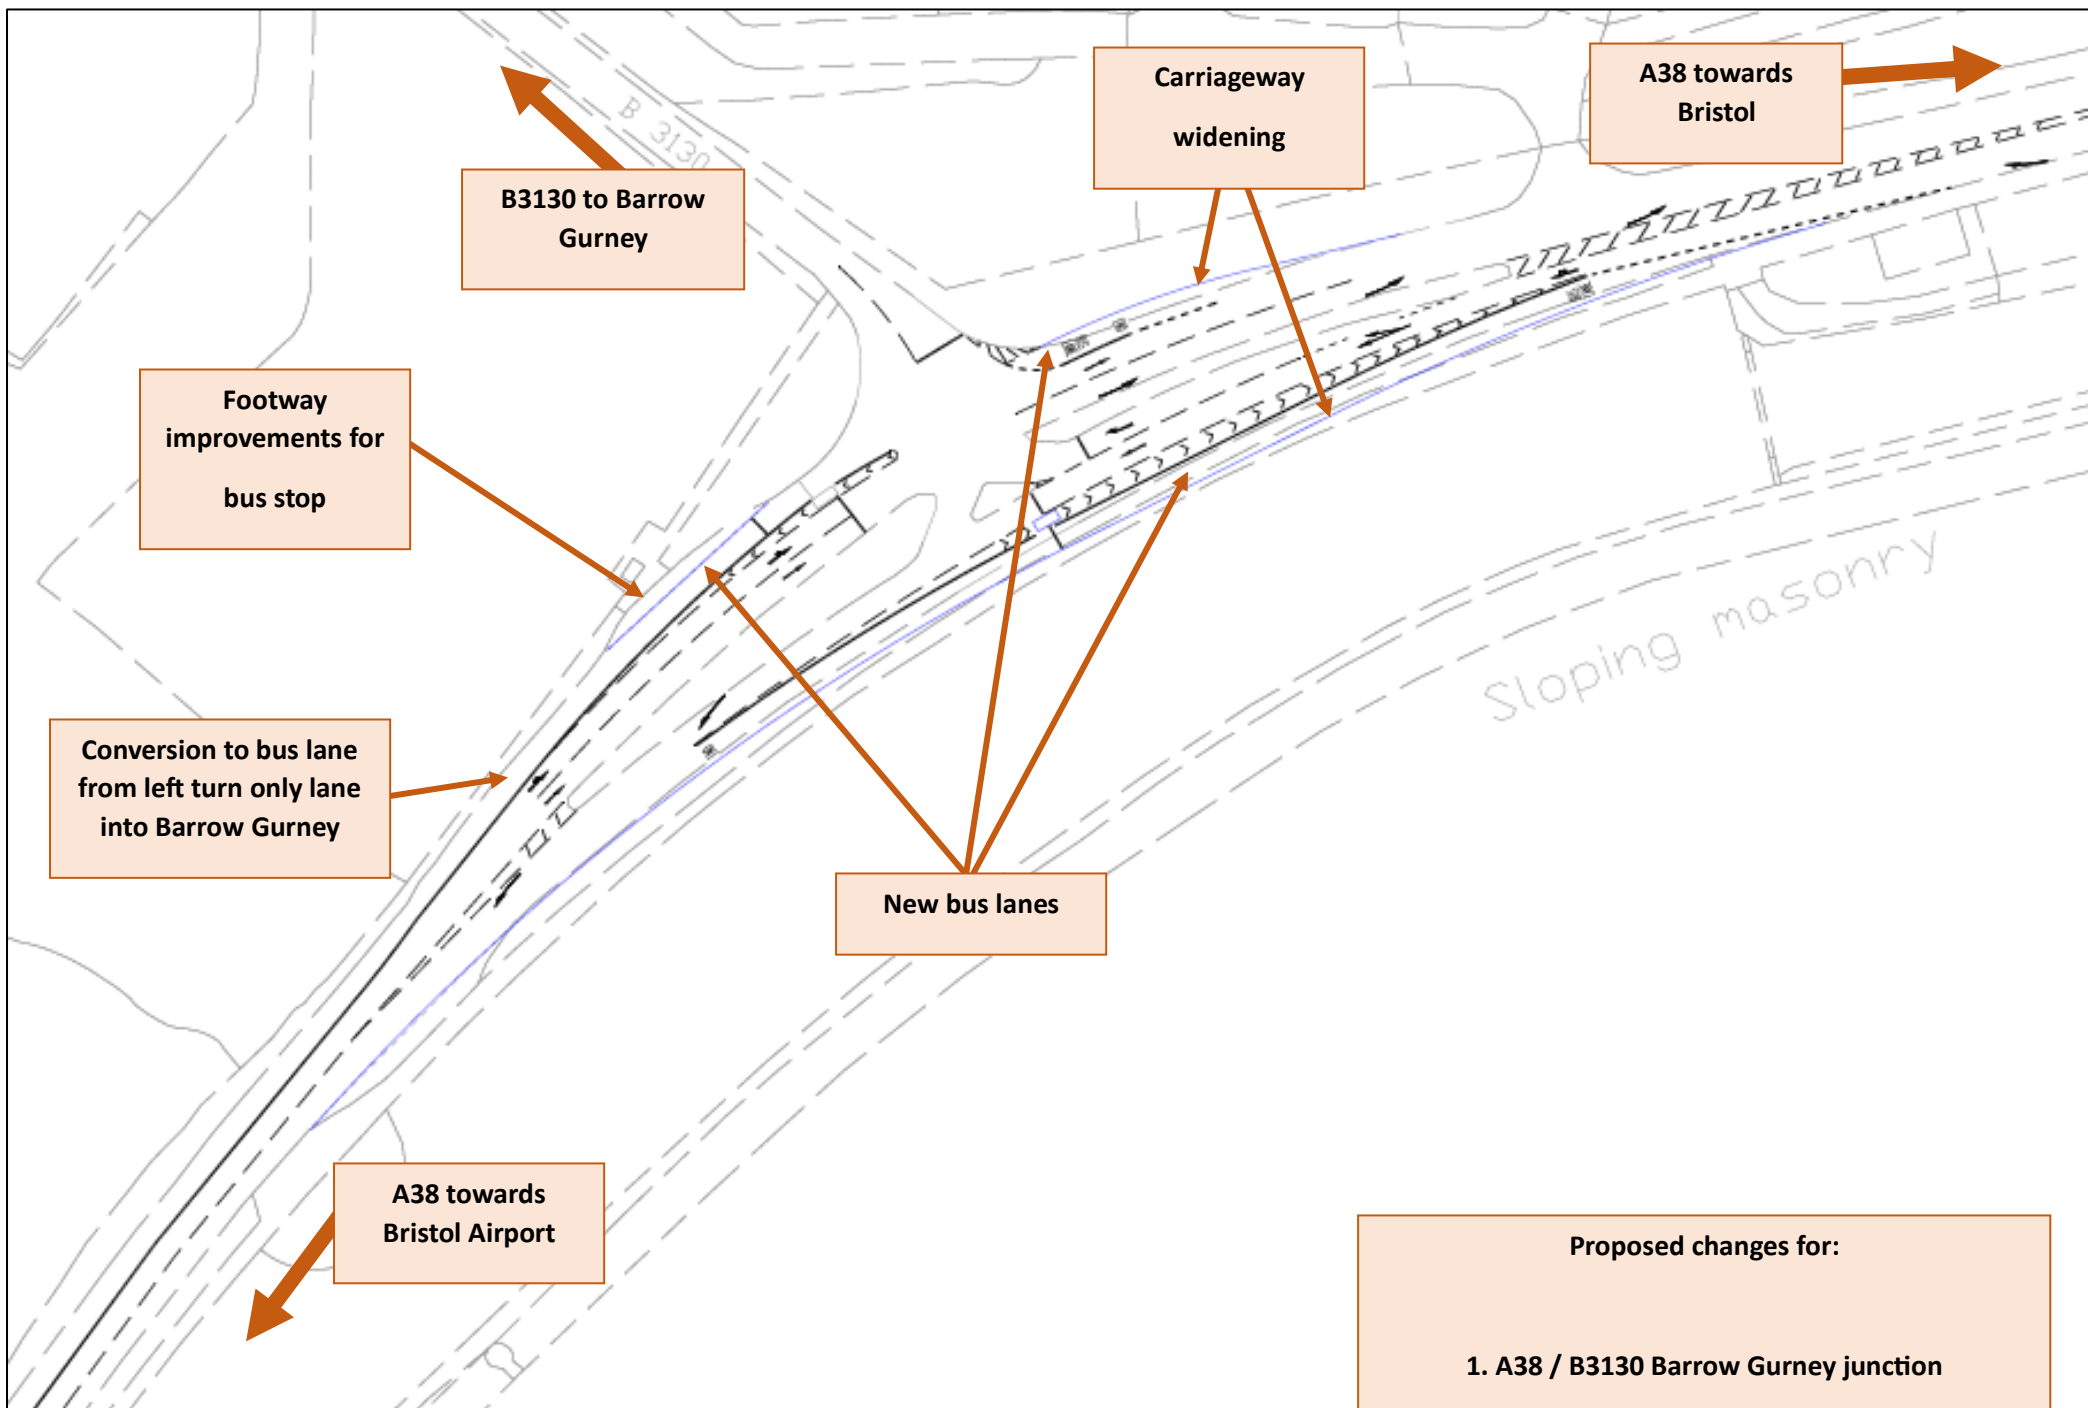 Carriageway
widening
A38 towards
Bristol
B 3130
B3130 to Barrow
Gurney
Footway
improvements for
bus stop
Sloping masonry
Conversion to bus lane
from left turn only lane
into Barrow Gurney
New bus lanes
A38 towards
Bristol Airport
Proposed changes for:
1. A38 / B3130 Barrow Gurney junction